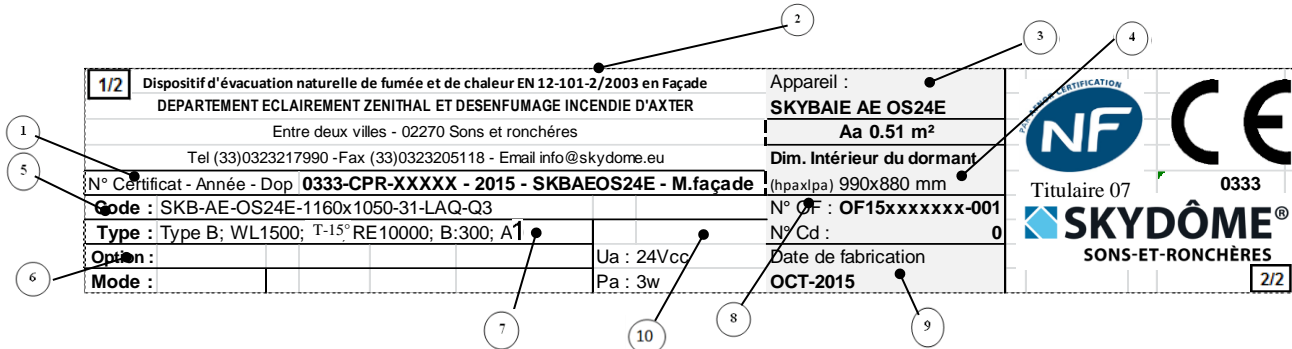 2
3
4
1/2 Dispositif d'évacuation naturelle de fumée et de chaleur EN 12-101-2/2003 en Façade
DEPARTEMENT ECLAIREMENT ZENITHAL ET DESENFUMAGE INCENDIE D'AXTER
Entre deux villes - 02270 Sons et ronchéres
Tel (33)0323217990 -Fax (33)0323205118 - Email info@skydome.eu
1
5
N° Certificat - Année - Dop 0333-CPR-XXXXX - 2015 - SKBAEOS24E - M.façade
Code : SKB-AE-OS24E-1160x1050-31-LAQ-Q3
Type : Type B; WL1500; T-15° RE10000; B:300; A1
Option :
Ua : 24Vcc
Mode :
Pa : 3w
6
7
10
Appareil :
SKYBAIE AE OS24E
Aa 0.51 m²
Dim. Intérieur du dormant
(hpaxlpa) 990x880 mm
N° OF : OF15xxxxxxx-001
N° Cd : 0
Date de fabrication
OCT-2015
8
9
PAR AFNOR CERTIFICATION
NF
CE
Titulaire 07
0333
SKYDÔME®
SONS-ET-RONCHÈRES
2/2